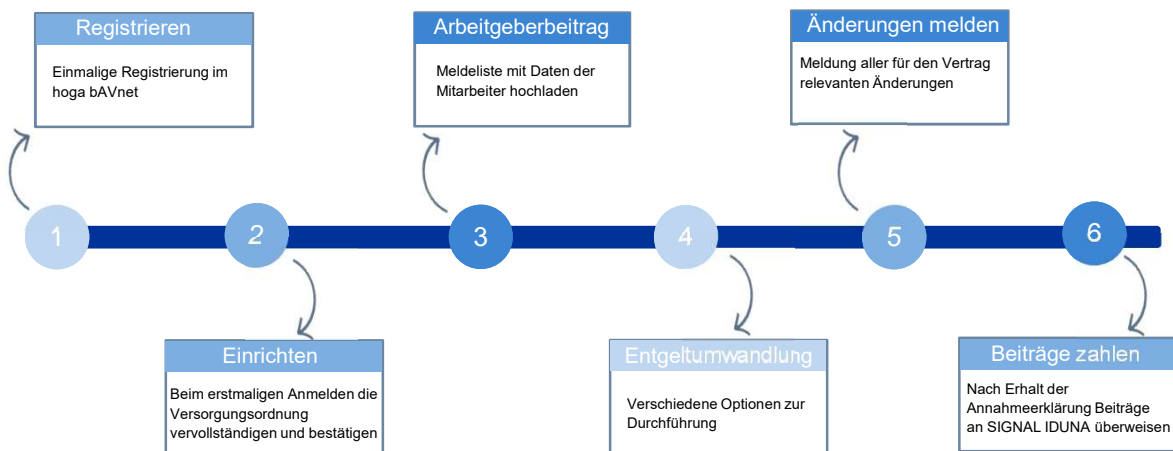 Registrieren
Einmalige Registrierung im
hoga bAVnet
Arbeitgeberbeitrag
Meldeliste mit Daten der
Mitarbeiter hochladen
Änderungen melden
Meldung aller für den Vertrag
relevanten Änderungen
1
2
3
4
5
6
Einrichten
Beim erstmaligen Anmelden die
Versorgungsordnung
vervollständigen und bestätigen
Entgeltumwandlung
Verschiedene Optionen zur
Durchführung
Beiträge zahlen
Nach Erhalt der
Annahmeerklärung Beiträge
an SIGNAL IDUNA überweisen